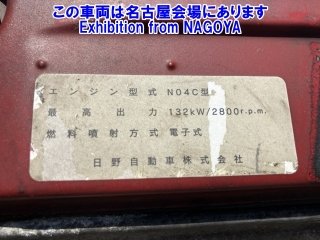 この車両は名古屋会場にあります
Exhibition from NAGOYA
エンジン型式 N04C型
最高出力 132kW/2800r.p.m.
燃料噴射方式 電子式
日野自動車株式会社